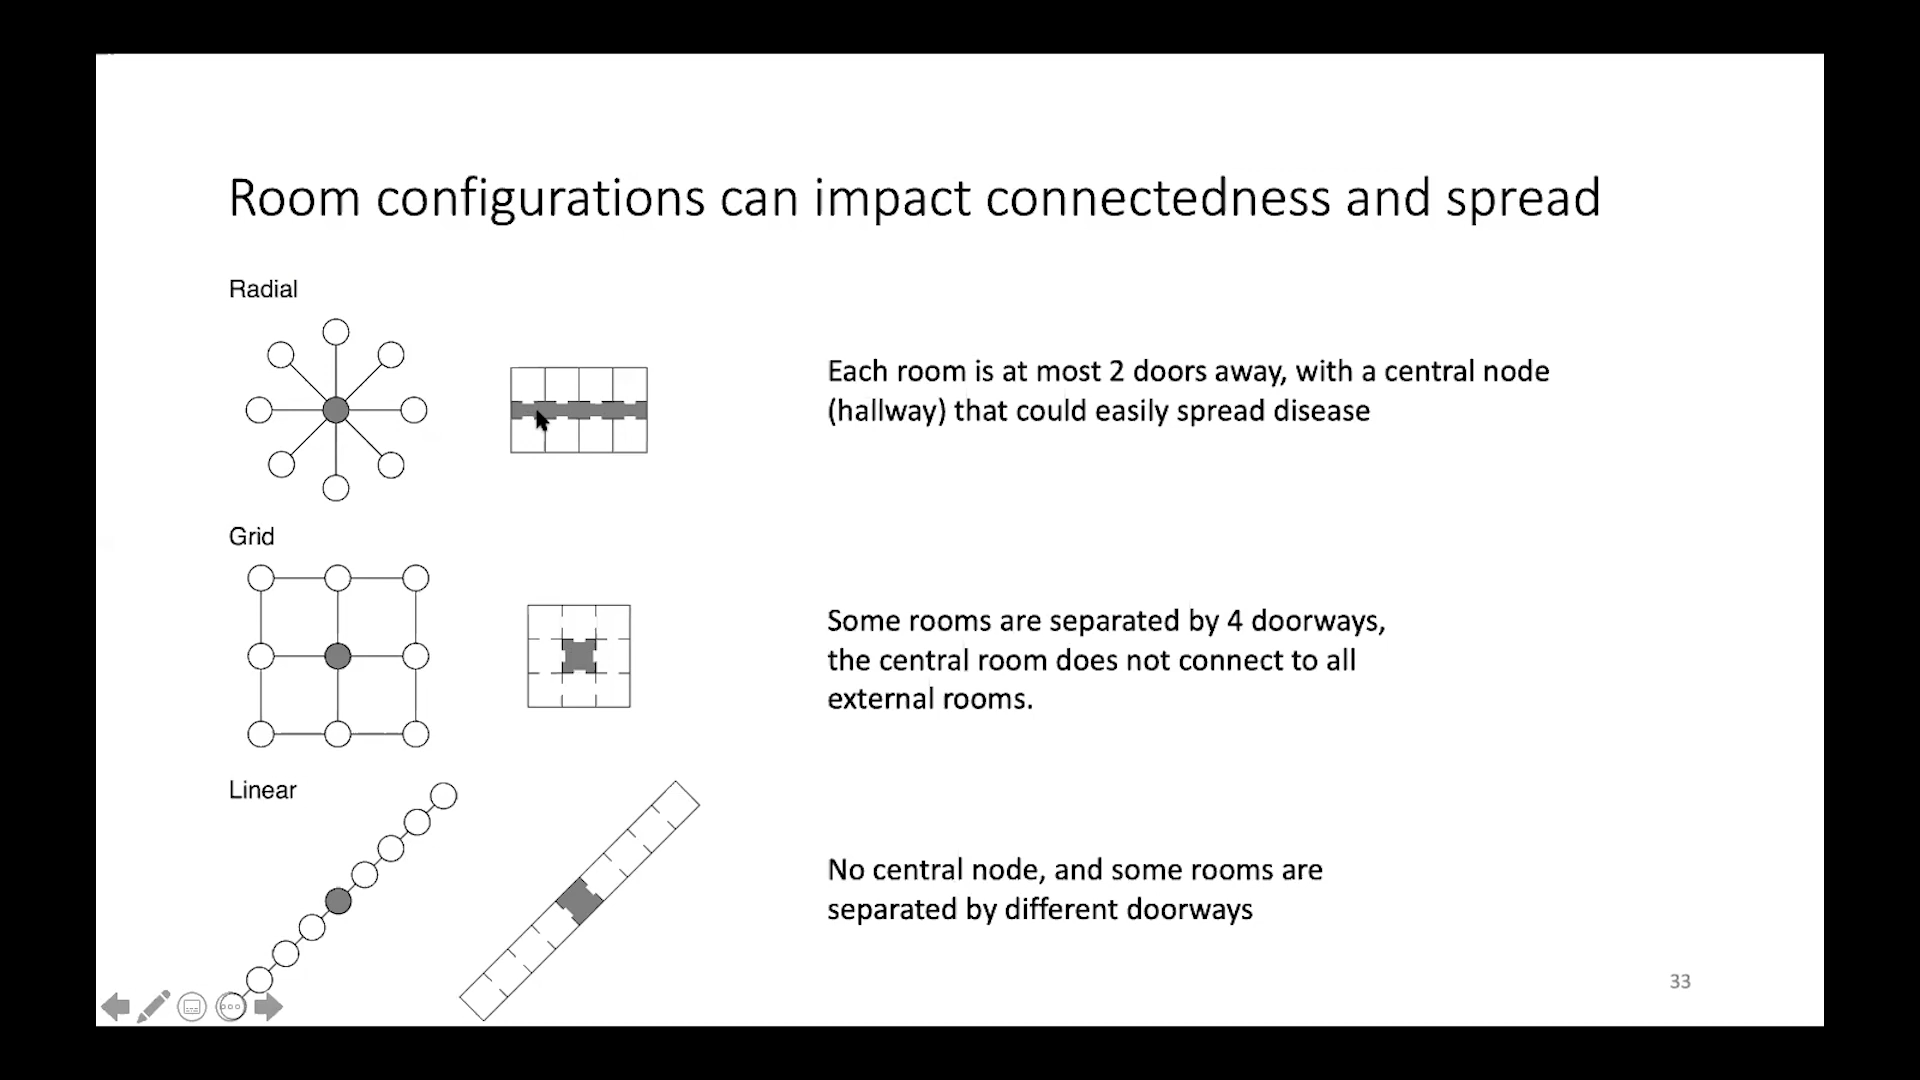 Room configurations can impact connectedness and spread
Radial
Each room is at most 2 doors away, with a central node
(hallway) that could easily spread disease
Grid
Some rooms are separated by 4 doorways,
the central room does not connect to all
external rooms.
Linear
No central node, and some rooms are
separated by different doorways
33